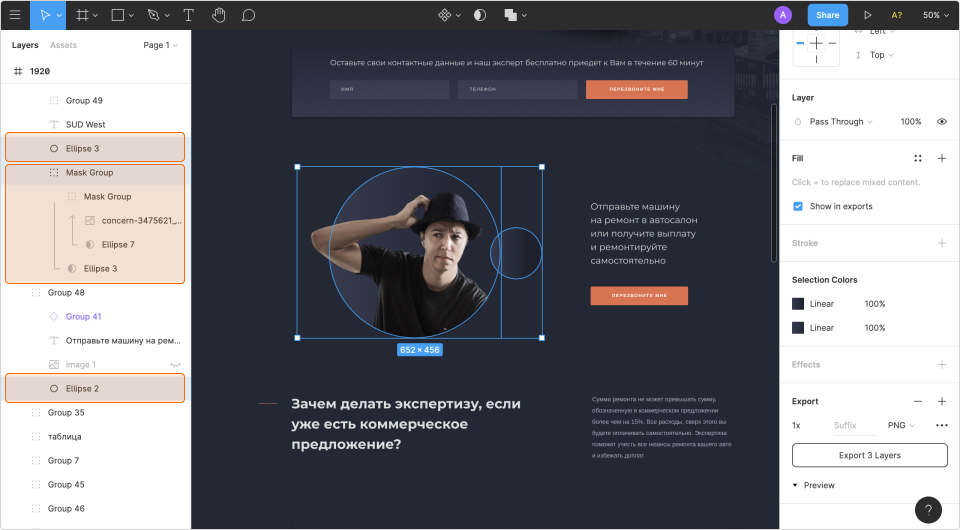 A
Share
A?
50%
Layers
Assets
Page 1
1920
Group 49
SUD West
Ellipse 3
Mask Group
Mask Group
concern-3475621_...
Ellipse 7
Ellipse 3
Group 48
Group 41
Отправьте машину на рем...
image 1
Ellipse 2
Group 35
таблица
Group 7
Group 45
Group 46
Оставьте свои контактные данные и наш эксперт бесплатно приедет к Вам в течение 60 минут
ИМЯ
ТЕЛЕФОН
ПЕРЕЗВОНИТЕ МНЕ
Отправьте машину
на ремонт в автосалон
или получите выплату
и ремонтируйте
самостоятельно
ПЕРЕЗВОНИТЕ МНЕ
652 × 456
Зачем делать экспертизу, если
уже есть коммерческое
предложение?
Сумма ремонта не может превышать сумму,
обозначенную в коммерческом предложении
более чем на 15%. Все расходы, сверх этого вы
будете оплачивать самостоятельно. Экспертиза
поможет учесть все нюансы ремонта вашего авто
и избежать доплат
Left
Top
Layer
Pass Through
100%
Fill
Click + to replace mixed content.
Show in exports
Stroke
Selection Colors
Linear 100%
Linear 100%
Effects
Export
1x
Suffix
PNG
Export 3 Layers
Preview
?